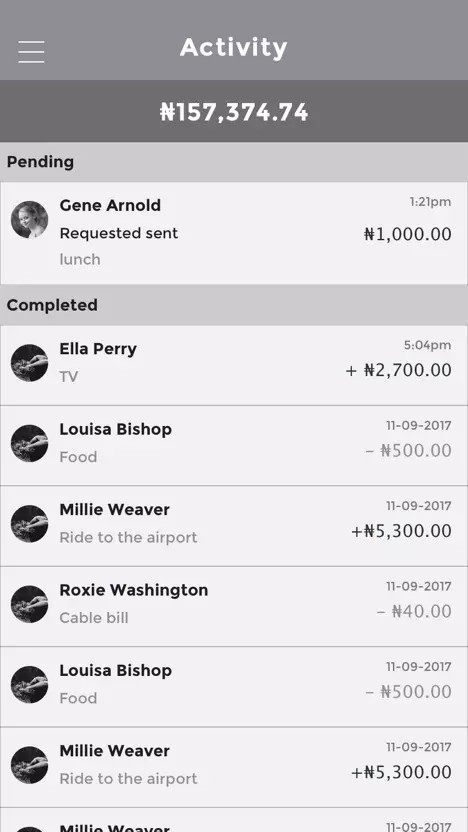 Activity
₦157,374.74
Pending
Gene Arnold 1:21pm
Requested sent ₦1,000.00
lunch
Completed
Ella Perry 5:04pm
TV + ₦2,700.00
Louisa Bishop 11-09-2017
Food – ₦500.00
Millie Weaver 11-09-2017
Ride to the airport +₦5,300.00
Roxie Washington 11-09-2017
Cable bill – ₦40.00
Louisa Bishop 11-09-2017
Food – ₦500.00
Millie Weaver 11-09-2017
Ride to the airport +₦5,300.00
Millie Weaver 11-09-2017